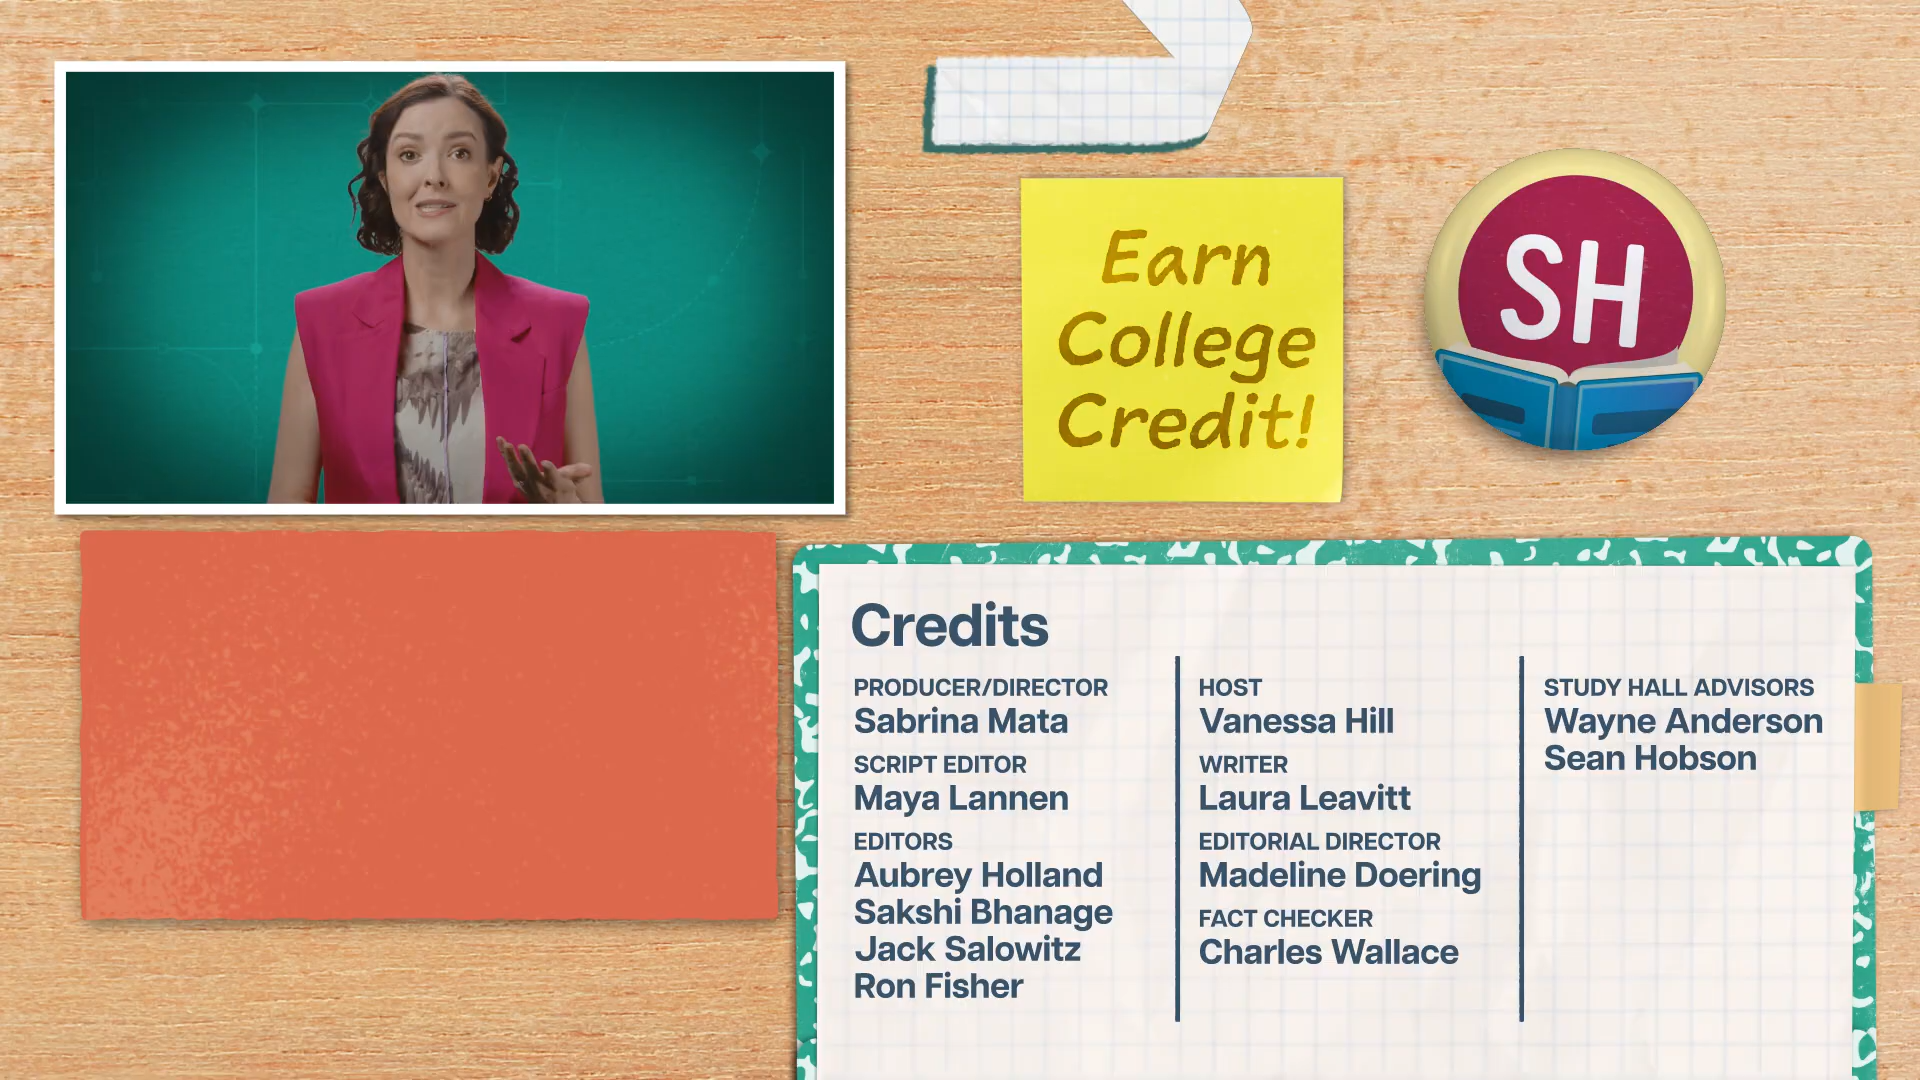 Earn
College
Credit!
SH
Credits
PRODUCER/DIRECTOR
Sabrina Mata
SCRIPT EDITOR
Maya Lannen
EDITORS
Aubrey Holland
Sakshi Bhanage
Jack Salowitz
Ron Fisher
HOST
Vanessa Hill
WRITER
Laura Leavitt
EDITORIAL DIRECTOR
Madeline Doering
FACT CHECKER
Charles Wallace
STUDY HALL ADVISORS
Wayne Anderson
Sean Hobson